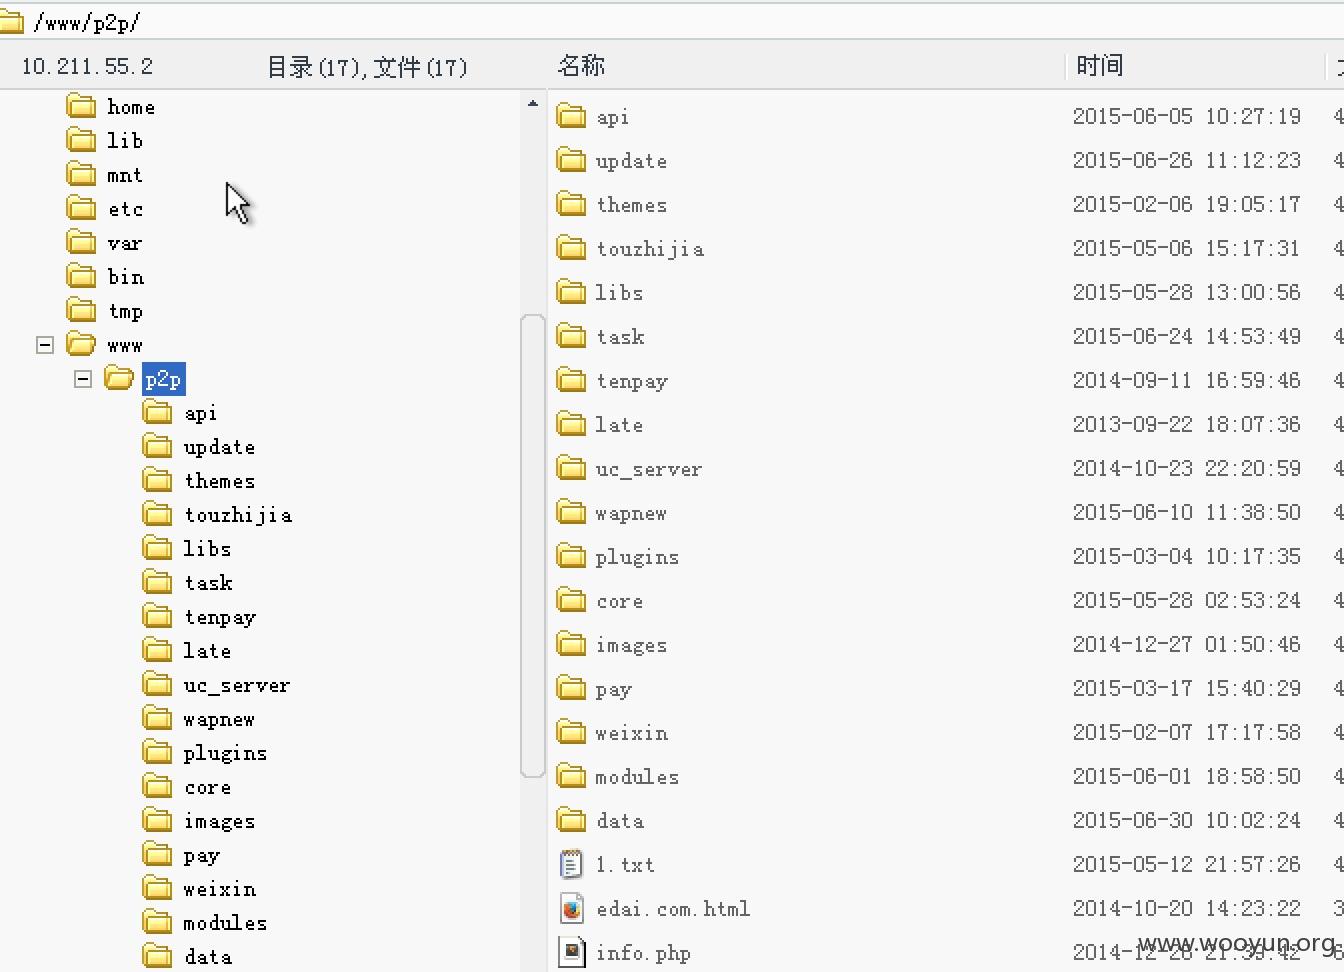 /www/p2p/
10.211.55.2 目录(17),文件(17) 名称 时间
home
lib
mnt
etc
var
bin
tmp
www
p2p
api
update
themes
touzhijia
libs
task
tenpay
late
uc_server
wapnew
plugins
core
images
pay
weixin
modules
data
api 2015-06-05 10:27:19 4
update 2015-06-26 11:12:23 4
themes 2015-02-06 19:05:17 4
touzhijia 2015-05-06 15:17:31 4
libs 2015-05-28 13:00:56 4
task 2015-06-24 14:53:49 4
tenpay 2014-09-11 16:59:46 4
late 2013-09-22 18:07:36 4
uc_server 2014-10-23 22:20:59 4
wapnew 2015-06-10 11:38:50 4
plugins 2015-03-04 10:17:35 4
core 2015-05-28 02:53:24 4
images 2014-12-27 01:50:46 4
pay 2015-03-17 15:40:29 4
weixin 2015-02-07 17:17:58 4
modules 2015-06-01 18:58:50 4
data 2015-06-30 10:02:24 4
1.txt 2015-05-12 21:57:26 4
edai.com.html 2014-10-20 14:23:22 3
info.php
www.wooyun.org